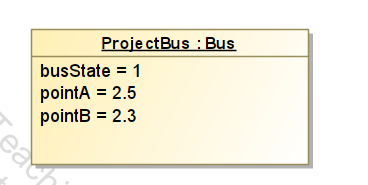 ProjectBus : Bus
busState = 1
pointA = 2.5
pointB = 2.3